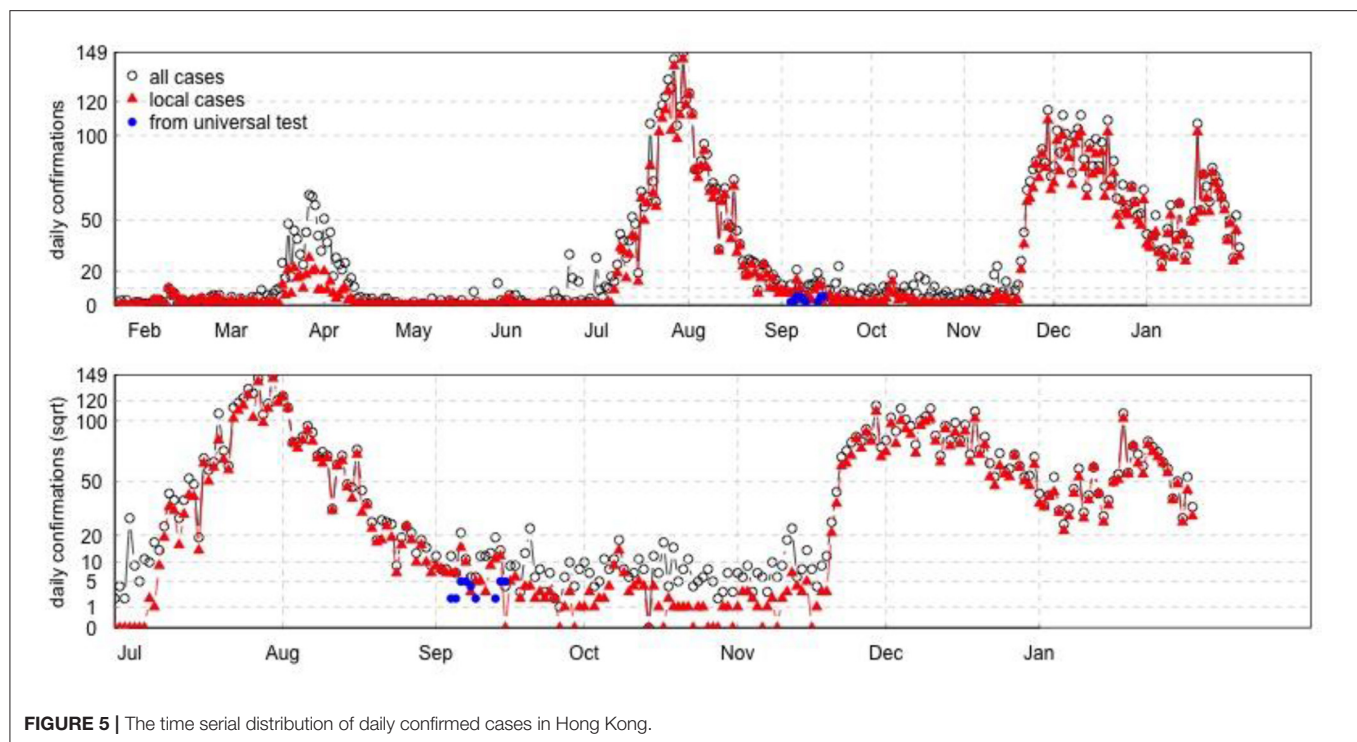 149
120
100
50
20
0
daily confirmations
all cases
local cases
from universal test
Feb Mar Apr May Jun Jul Aug Sep Oct Nov Dec Jan
149
120
100
50
20
10
5
1
0
daily confirmations (sqrt)
Jul Aug Sep Oct Nov Dec Jan
FIGURE 5 | The time serial distribution of daily confirmed cases in Hong Kong.